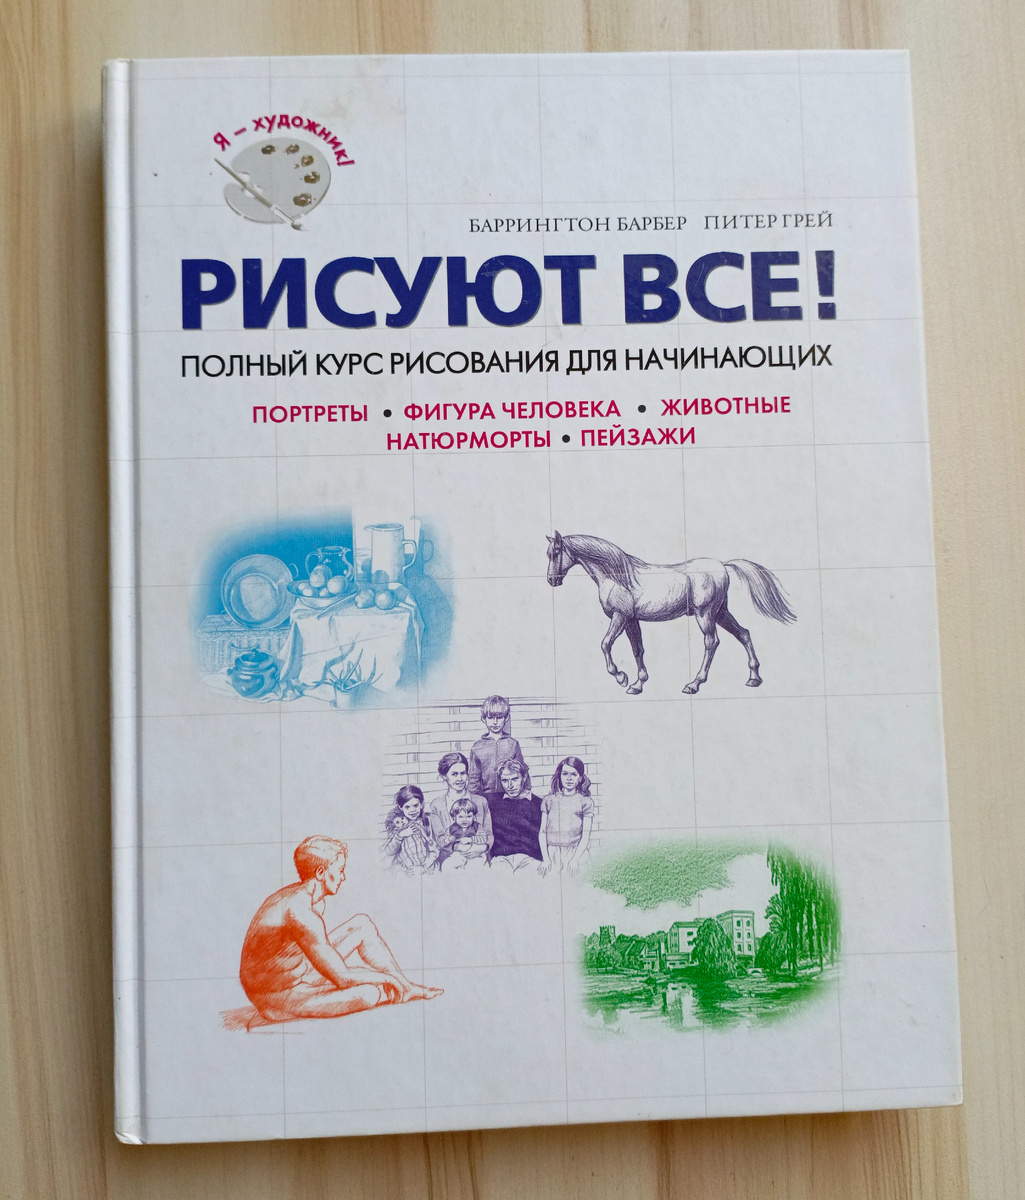 Я – художник!
БАРРИНГТОН БАРБЕР ПИТЕР ГРЕЙ
РИСУЮТ ВСЕ!
ПОЛНЫЙ КУРС РИСОВАНИЯ ДЛЯ НАЧИНАЮЩИХ
ПОРТРЕТЫ • ФИГУРА ЧЕЛОВЕКА • ЖИВОТНЫЕ
НАТЮРМОРТЫ • ПЕЙЗАЖИ